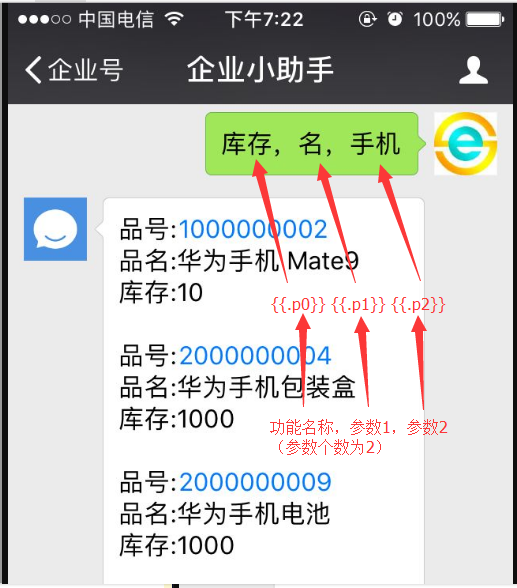 中国电信 下午7:22 100%
企业号 企业小助手
库存，名，手机
品号:1000000002
品名:华为手机 Mate9
库存:10
{{.p0}} {{.p1}} {{.p2}}
品号:2000000004
品名:华为手机包装盒
库存:1000
功能名称，参数1，参数2
（参数个数为2）
品号:2000000009
品名:华为手机电池
库存:1000